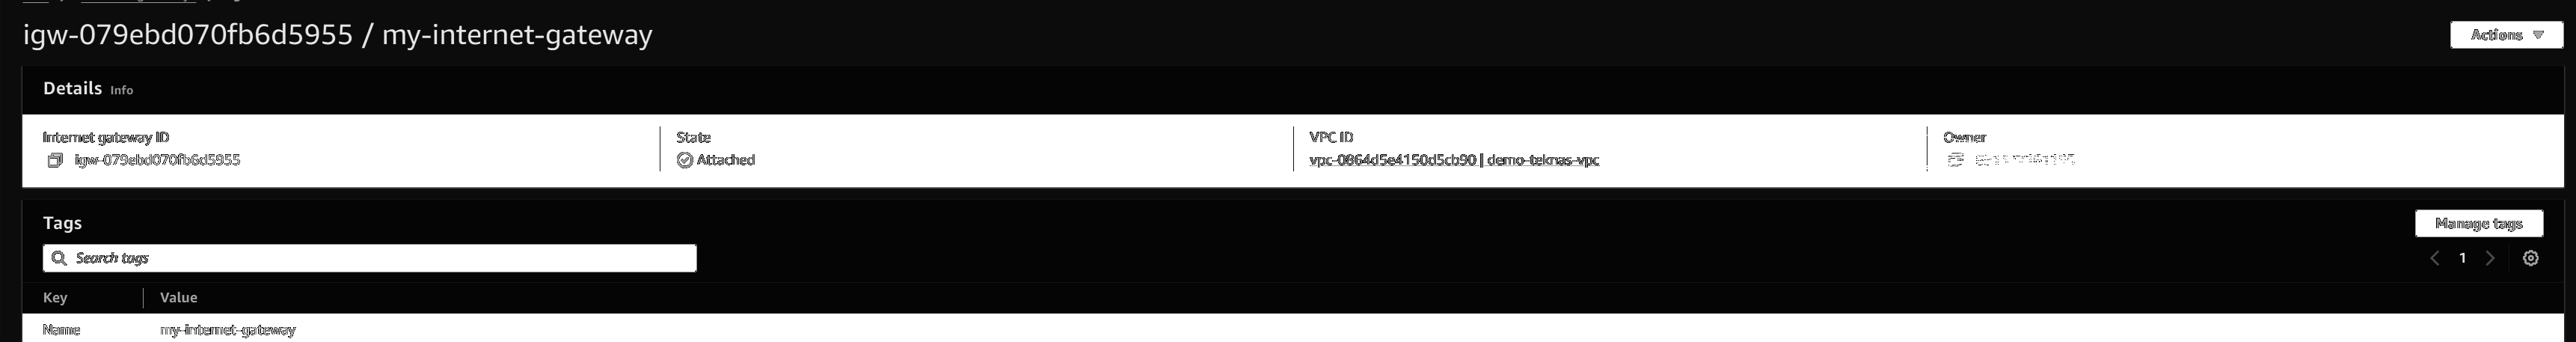 igw-079ebd070fb6d5955 / my-internet-gateway
Actions
Details Info
Internet gateway ID
igw-079ebd070fb6d5955
State
Attached
VPC ID
vpc-0864d5e4150d5cb90 | demo-teknas-vpc
Owner
Tags
Manage tags
Search tags
1
Key Value
Name my-internet-gateway